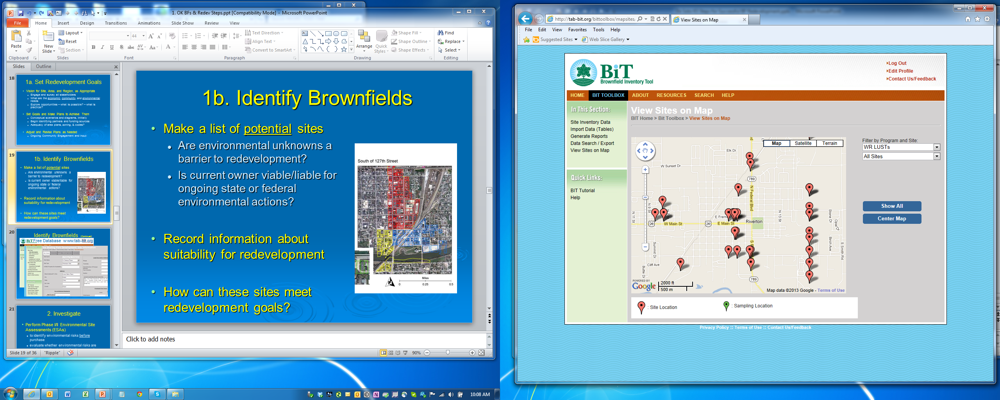 1. OK BFs & Redev Steps.ppt [Compatibility Mode] - Microsoft PowerPoint
File Home Insert Design Transitions Animations Slide Show Review View
Paste
Clipboard
New Slide
Layout
Reset
Section
Slides
44
Font
Text Direction
Align Text
Convert to SmartArt
Paragraph
Arrange
Quick Styles
Shape Fill
Shape Outline
Shape Effects
Drawing
Find
Replace
Select
Editing
Slides Outline
18
1a. Set Redevelopment Goals
Vision for Site, Area, and Region, as Appropriate
Engage and survey all stakeholders
What are the economic, community, and environmental
needs
Explore opportunities – what is possible? – what is
practical?
Set Goals and Make Plans to Achieve Them
Conceptual scenarios and diagrams, initially
Begin identifying partners and funding sources
Adequacy of area plans, zoning, & codes?
Adjust and Revise Plans as Needed
Ongoing Community Engagement and Input
19
1b. Identify Brownfields
Make a list of potential sites
Are environmental unknowns a
barrier to redevelopment?
Is current owner viable/liable for
ongoing state or federal
environmental actions?
Record information about
suitability for redevelopment
How can these sites meet
redevelopment goals?
20
Identify Brownfields (Continued)
BiT Free Database www.tab-bit.org
21
2. Investigate
Perform Phase I/II Environmental Site
Assessments (ESAs)
to identify environmental risks before
purchase
evaluate whether environmental risks are
1b. Identify Brownfields
• Make a list of potential sites
• Are environmental unknowns a
barrier to redevelopment?
• Is current owner viable/liable for
ongoing state or federal
environmental actions?
• Record information about
suitability for redevelopment
• How can these sites meet
redevelopment goals?
South of 127th Street
N
Miles
0 0.25 0.5
Click to add notes
Slide 19 of 36 "Ripple" 90%
10:08 AM
http://tab-bit.org/bittoolbox/mapsites/
View Sites on Map
File Edit View Favorites Tools Help
Suggested Sites Web Slice Gallery
BiT
Brownfield Inventory Tool
Log Out
Edit Profile
Contact Us/Feedback
HOME BIT TOOLBOX ABOUT RESOURCES SEARCH HELP
In This Section:
Site Inventory Data
Import Data (Tables)
Generate Reports
Data Search / Export
View Sites on Map
Quick Links:
BIT Tutorial
Help
View Sites on Map
BIT Home > Bit Toolbox > View Sites on Map
Map Satellite Terrain
Elk Dr
W Sunset Dr
789
N Federal Blvd
N 9 St
N 11 St
N 13 St
26
W Main St
26
E Main St
Riverton
Stone Dr
Opal Dr
Birch Ave
S Smith Rd
Summit Dr
Cliff Ave
Butte Dr
789
POWERED BY
Google
2000 ft
500 m
Map data ©2013 Google - Terms of Use
: Site Location
: Sampling Location
Filter by Program and Site:
WR LUSTs
All Sites
Show All
Center Map
Privacy Policy :: Terms of Use :: Contact Us/Feedback